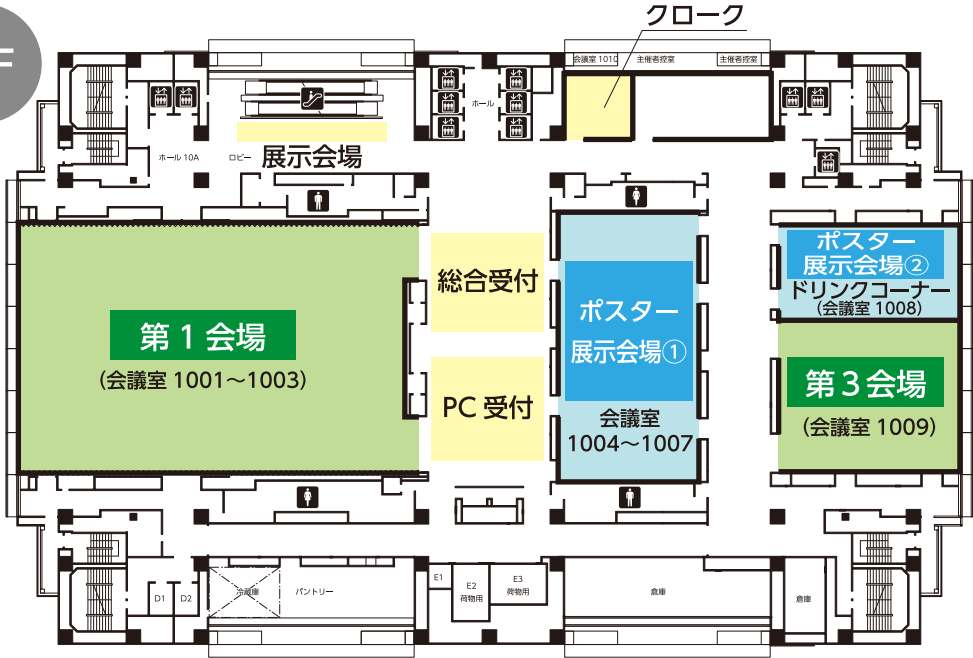 F
クローク
会議室 1010
主催者控室
主催者控室
ホール
ホール 10A
ロビー
展示会場
総合受付
PC 受付
第 1 会場
(会議室 1001〜1003)
ポスター
展示会場①
会議室
1004〜1007
ポスター
展示会場②
ドリンクコーナー
(会議室 1008)
第 3 会場
(会議室 1009)
D1
D2
冷蔵庫
パントリー
E1
E2
荷物用
E3
荷物用
倉庫
倉庫